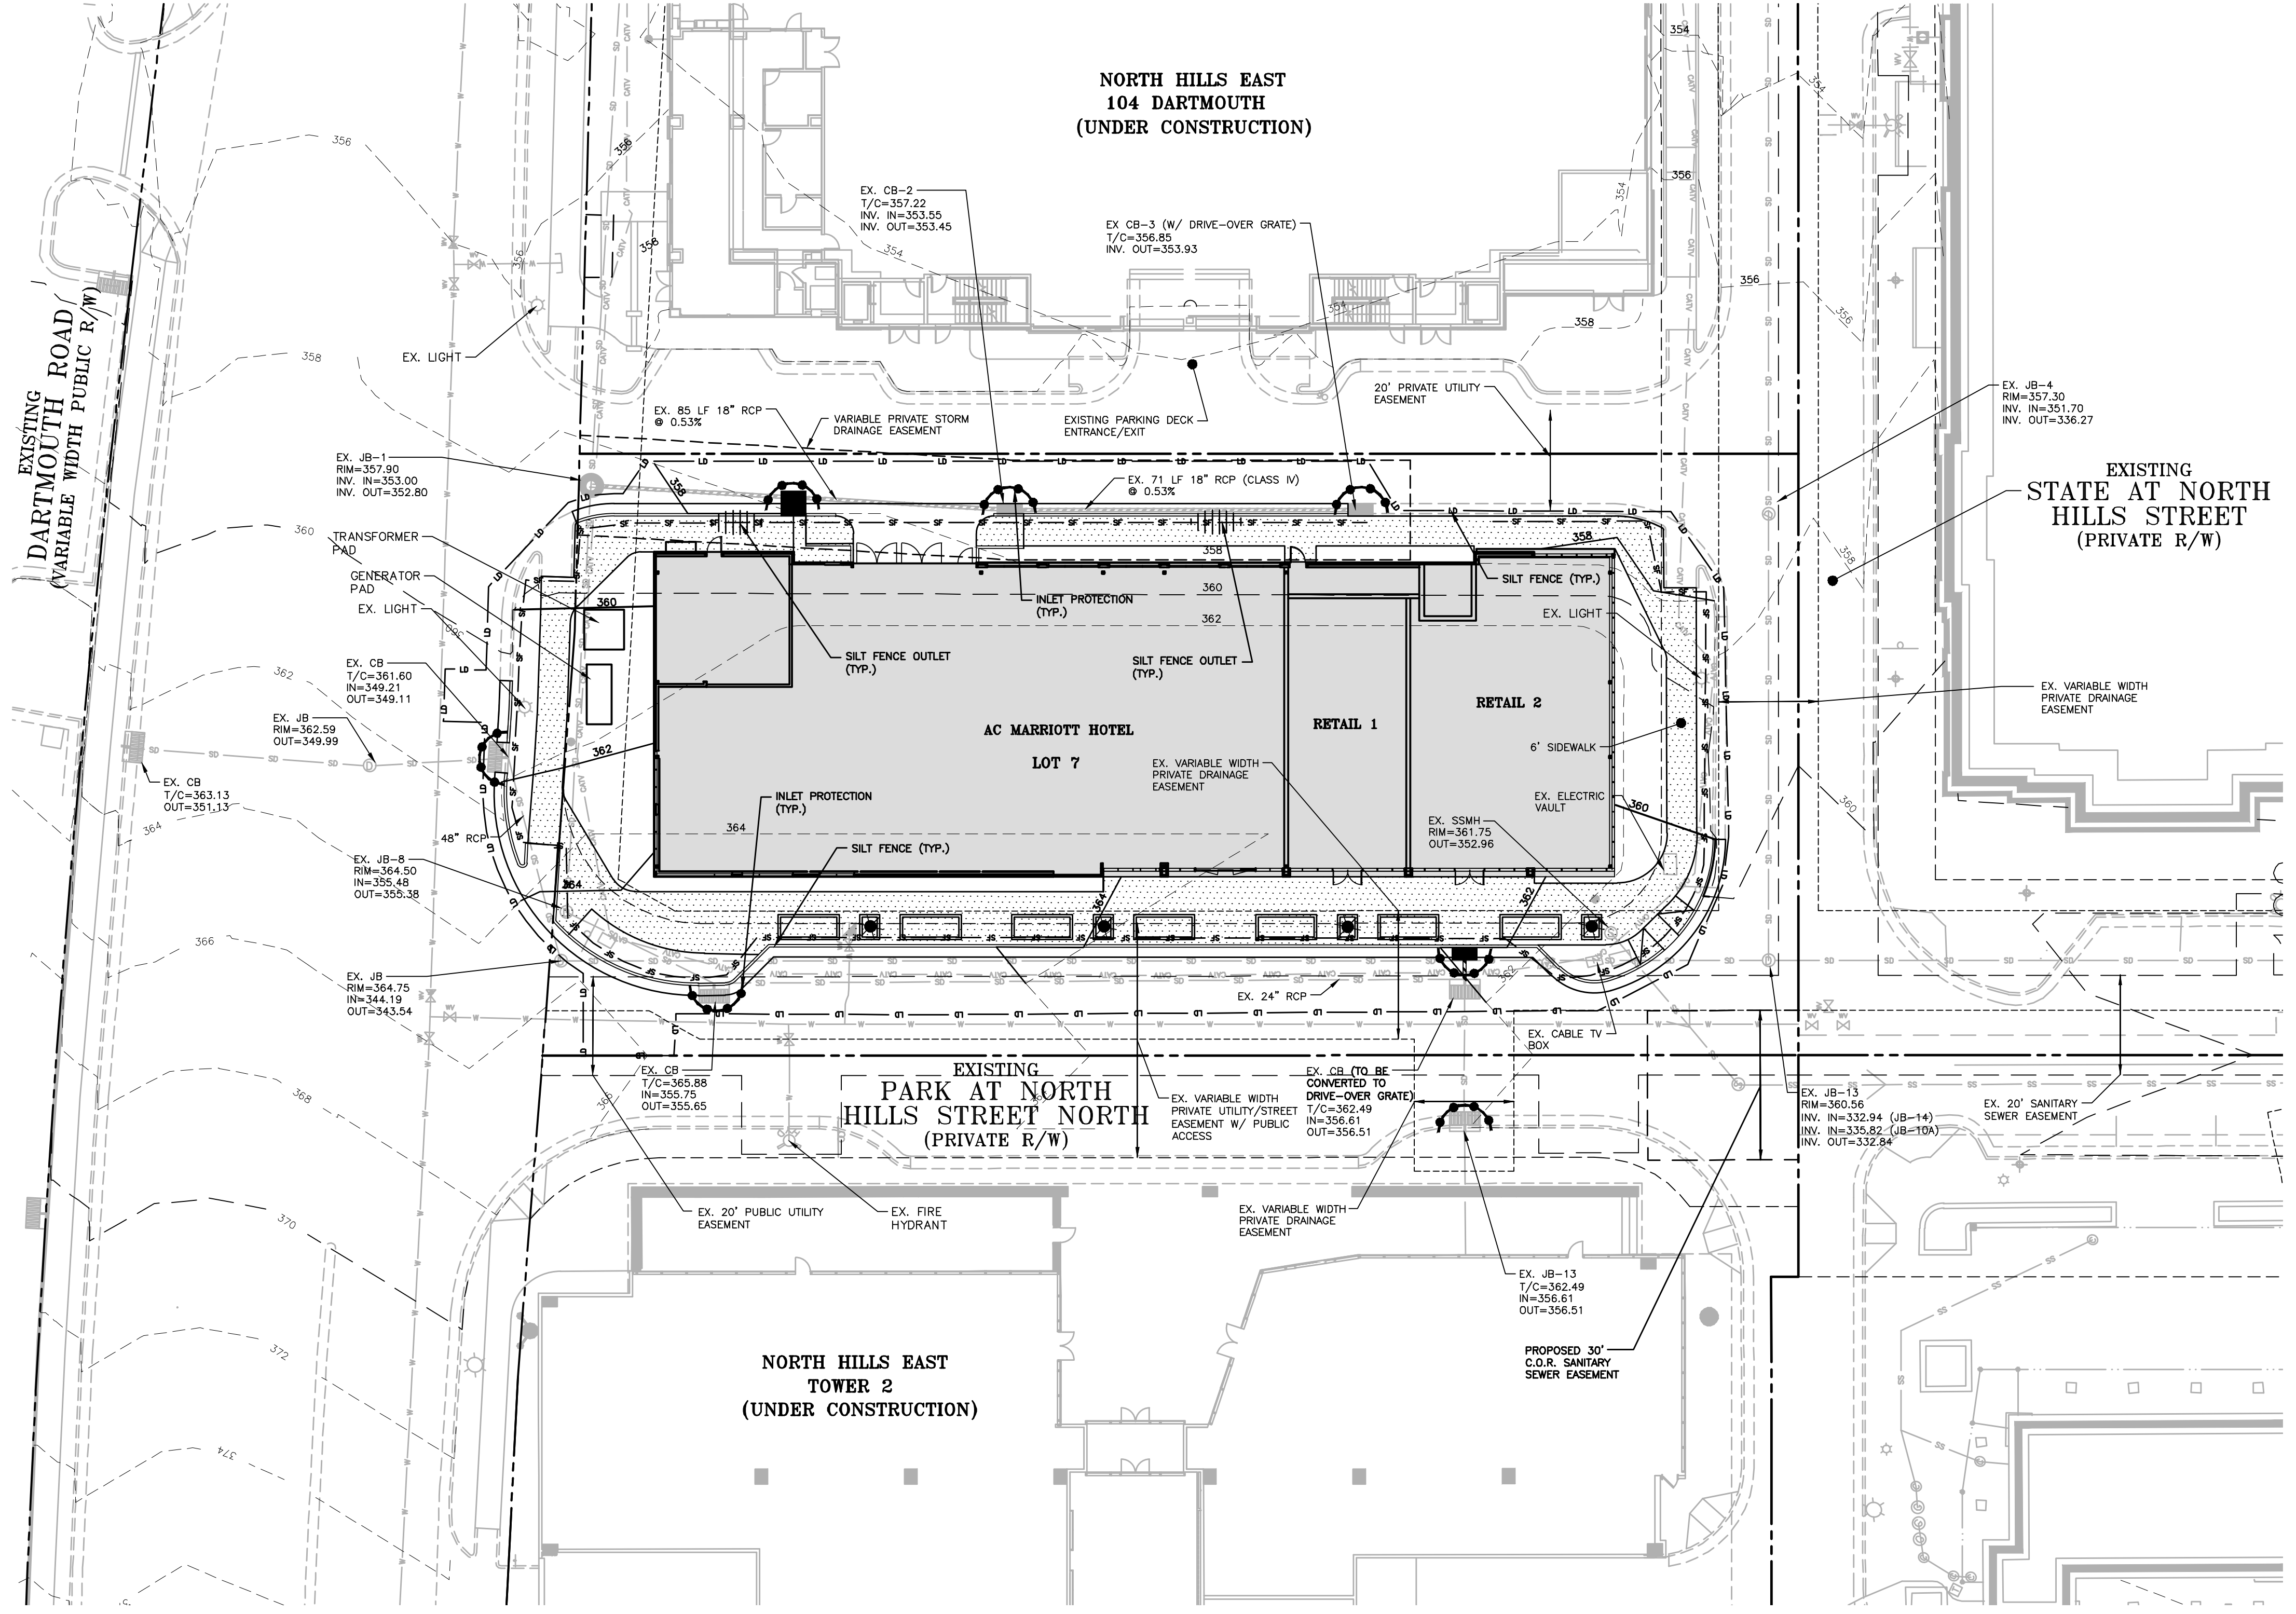 NORTH HILLS EAST
104 DARTMOUTH
(UNDER CONSTRUCTION)
EX. CB-2
T/C=357.22
INV. IN=353.55
INV. OUT=353.45
EX CB-3 (W/ DRIVE-OVER GRATE)
T/C=356.85
INV. OUT=353.93
EX. LIGHT
EXISTING
DARTMOUTH ROAD
(VARIABLE WIDTH PUBLIC R/W)
EX. 85 LF 18" RCP
@ 0.53%
VARIABLE PRIVATE STORM
DRAINAGE EASEMENT
EXISTING PARKING DECK
ENTRANCE/EXIT
20' PRIVATE UTILITY
EASEMENT
EX. JB-4
RIM=357.30
INV. IN=351.70
INV. OUT=336.27
EX. JB-1
RIM=357.90
INV. IN=353.00
INV. OUT=352.80
EX. 71 LF 18" RCP (CLASS IV)
@ 0.53%
EXISTING
STATE AT NORTH
HILLS STREET
(PRIVATE R/W)
TRANSFORMER
PAD
GENERATOR
PAD
EX. LIGHT
INLET PROTECTION
(TYP.)
SILT FENCE (TYP.)
EX. LIGHT
SILT FENCE OUTLET
(TYP.)
SILT FENCE OUTLET
(TYP.)
EX. CB
T/C=361.60
IN=349.21
OUT=349.11
EX. JB
RIM=362.59
OUT=349.99
EX. CB
T/C=363.13
OUT=351.13
AC MARRIOTT HOTEL
LOT 7
RETAIL 1
RETAIL 2
6' SIDEWALK
EX. VARIABLE WIDTH
PRIVATE DRAINAGE
EASEMENT
EX. VARIABLE WIDTH
PRIVATE DRAINAGE
EASEMENT
INLET PROTECTION
(TYP.)
SILT FENCE (TYP.)
EX. ELECTRIC
VAULT
EX. SSMH
RIM=361.75
OUT=352.96
48" RCP
EX. JB-8
RIM=364.50
IN=355.48
OUT=355.38
EX. JB
RIM=364.75
IN=344.19
OUT=343.54
EX. 24" RCP
EX. CABLE TV
BOX
EX. CB
T/C=365.88
IN=355.75
OUT=355.65
EXISTING
PARK AT NORTH
HILLS STREET NORTH
(PRIVATE R/W)
EX. VARIABLE WIDTH
PRIVATE UTILITY/STREET
EASEMENT W/ PUBLIC
ACCESS
EX. CB (TO BE
CONVERTED TO
DRIVE-OVER GRATE)
T/C=362.49
IN=356.61
OUT=356.51
EX. JB-13
RIM=360.56
INV. IN=332.94 (JB-14)
INV. IN=335.82 (JB-10A)
INV. OUT=332.84
EX. 20' SANITARY
SEWER EASEMENT
EX. 20' PUBLIC UTILITY
EASEMENT
EX. FIRE
HYDRANT
EX. VARIABLE WIDTH
PRIVATE DRAINAGE
EASEMENT
EX. JB-13
T/C=362.49
IN=356.61
OUT=356.51
PROPOSED 30'
C.O.R. SANITARY
SEWER EASEMENT
NORTH HILLS EAST
TOWER 2
(UNDER CONSTRUCTION)
354
356
358
360
362
364
366
368
370
372
374